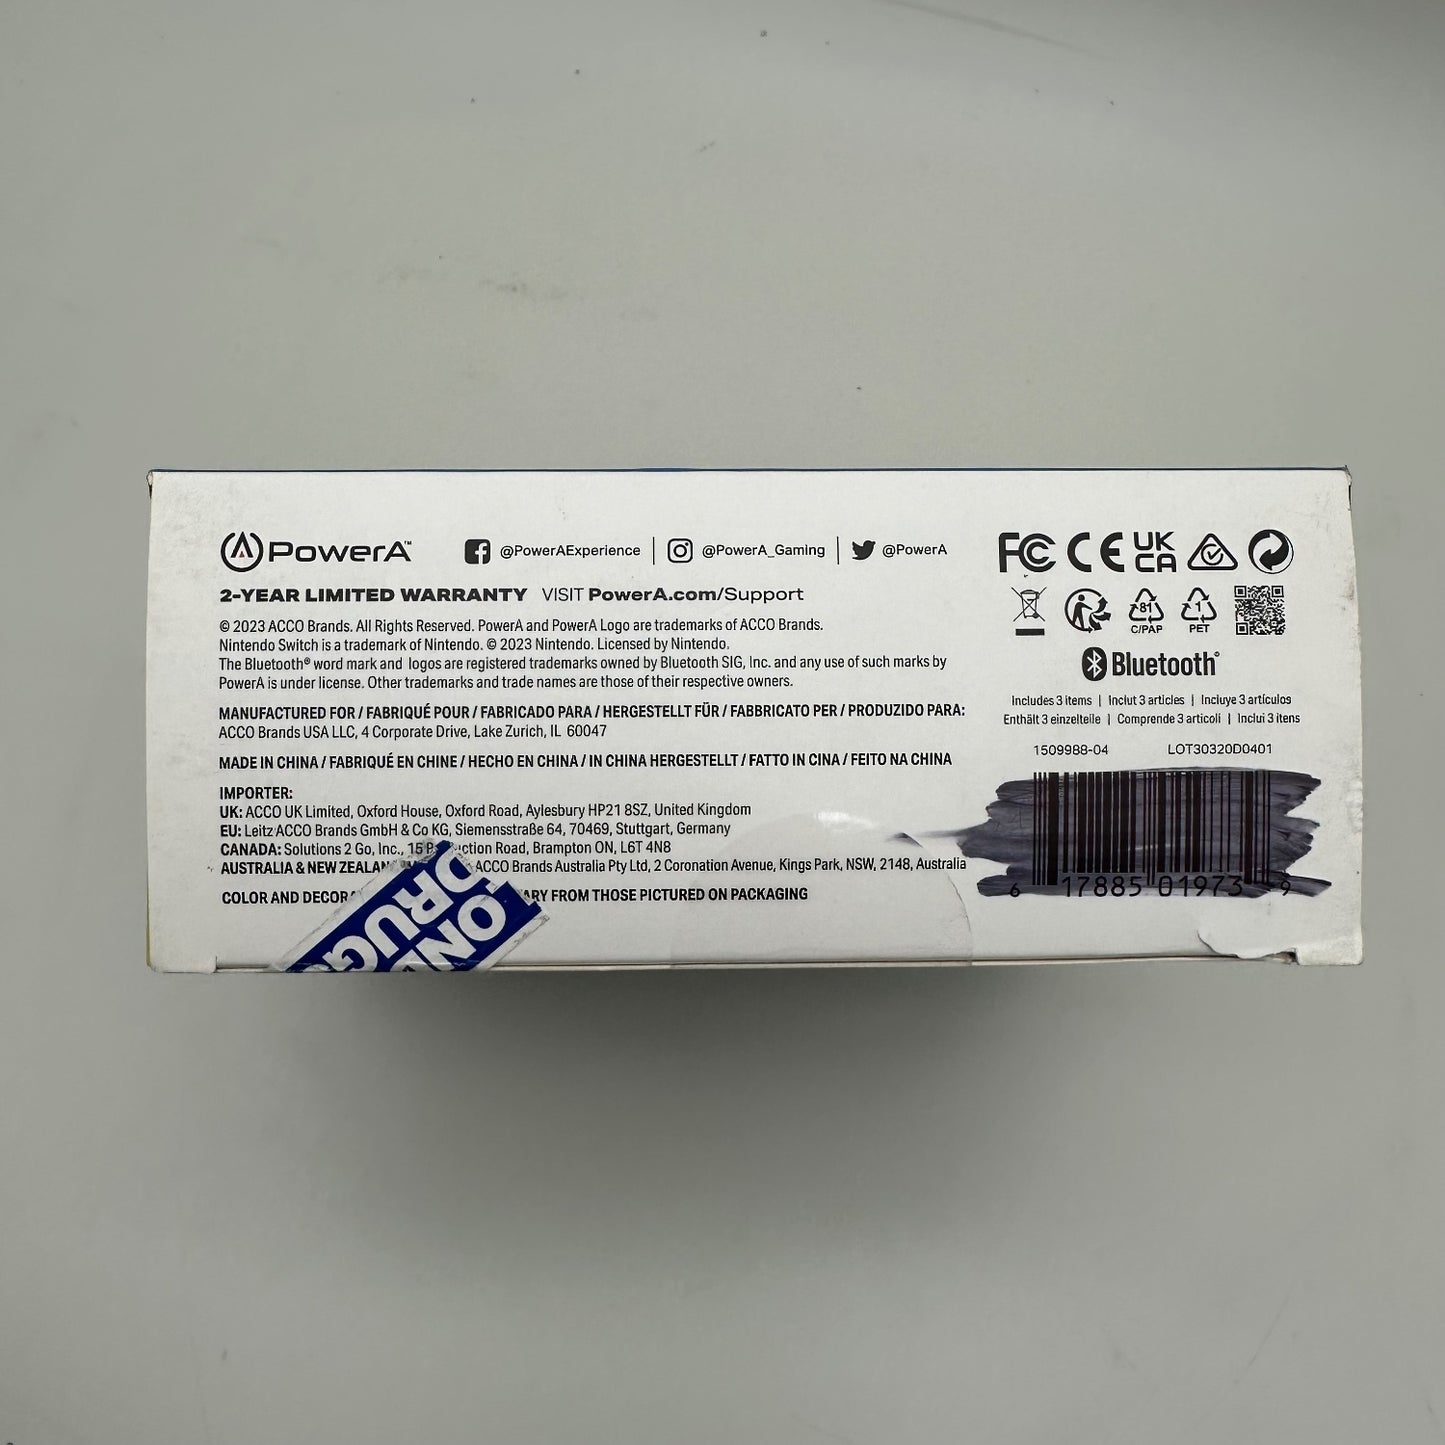 PowerA™
@PowerAExperience | @PowerA_Gaming | @PowerA
2-YEAR LIMITED WARRANTY VISIT PowerA.com/Support
© 2023 ACCO Brands. All Rights Reserved. PowerA and PowerA Logo are trademarks of ACCO Brands.
Nintendo Switch is a trademark of Nintendo. © 2023 Nintendo. Licensed by Nintendo.
The Bluetooth® word mark and logos are registered trademarks owned by Bluetooth SIG, Inc. and any use of such marks by
PowerA is under license. Other trademarks and trade names are those of their respective owners.
MANUFACTURED FOR / FABRIQUÉ POUR / FABRICADO PARA / HERGESTELLT FÜR / FABBRICATO PER / PRODUZIDO PARA:
ACCO Brands USA LLC, 4 Corporate Drive, Lake Zurich, IL 60047
MADE IN CHINA / FABRIQUÉ EN CHINE / HECHO EN CHINA / IN CHINA HERGESTELLT / FATTO IN CINA / FEITO NA CHINA
IMPORTER:
UK: ACCO UK Limited, Oxford House, Oxford Road, Aylesbury HP21 8SZ, United Kingdom
EU: Leitz ACCO Brands GmbH & Co KG, Siemensstraße 64, 70469, Stuttgart, Germany
CANADA: Solutions 2 Go, Inc., 15 Road, Brampton ON, L6T 4N8
AUSTRALIA & NEW ACCO Brands Australia Pty Ltd, 2 Coronation Avenue, Kings Park, NSW, 2148, Australia
COLOR AND FROM THOSE PICTURED ON PACKAGING
FC CE UK
CA
81 1
C/PAP PET
Bluetooth®
Includes 3 items | Inclut 3 articles | Incluye 3 artículos
Enthält 3 einzelteile | Comprende 3 articoli | Inclui 3 itens
1509988-04 LOT30320D0401
6 17885 01973 9